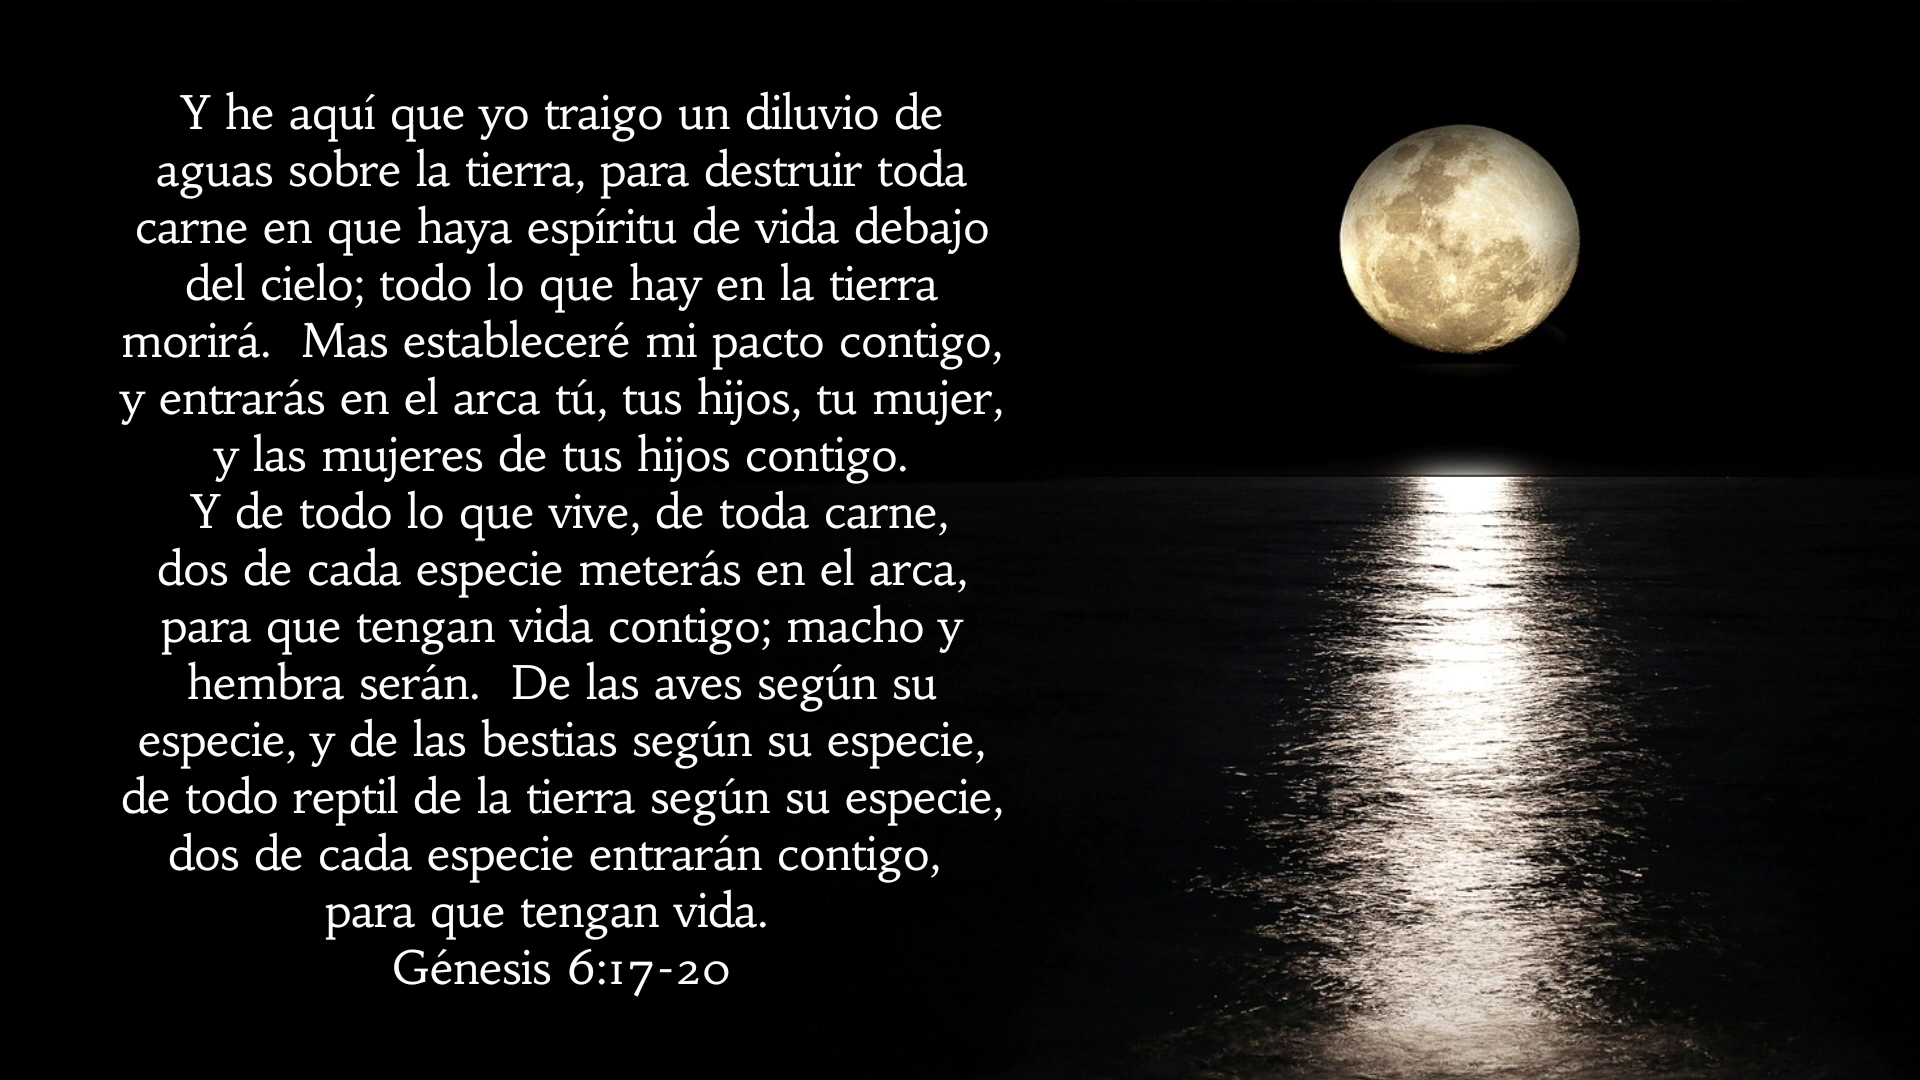 Y he aquí que yo traigo un diluvio de
aguas sobre la tierra, para destruir toda
carne en que haya espíritu de vida debajo
del cielo; todo lo que hay en la tierra
morirá.  Mas estableceré mi pacto contigo,
y entrarás en el arca tú, tus hijos, tu mujer,
y las mujeres de tus hijos contigo.
Y de todo lo que vive, de toda carne,
dos de cada especie meterás en el arca,
para que tengan vida contigo; macho y
hembra serán.  De las aves según su
especie, y de las bestias según su especie,
de todo reptil de la tierra según su especie,
dos de cada especie entrarán contigo,
para que tengan vida.
Génesis 6:17-20